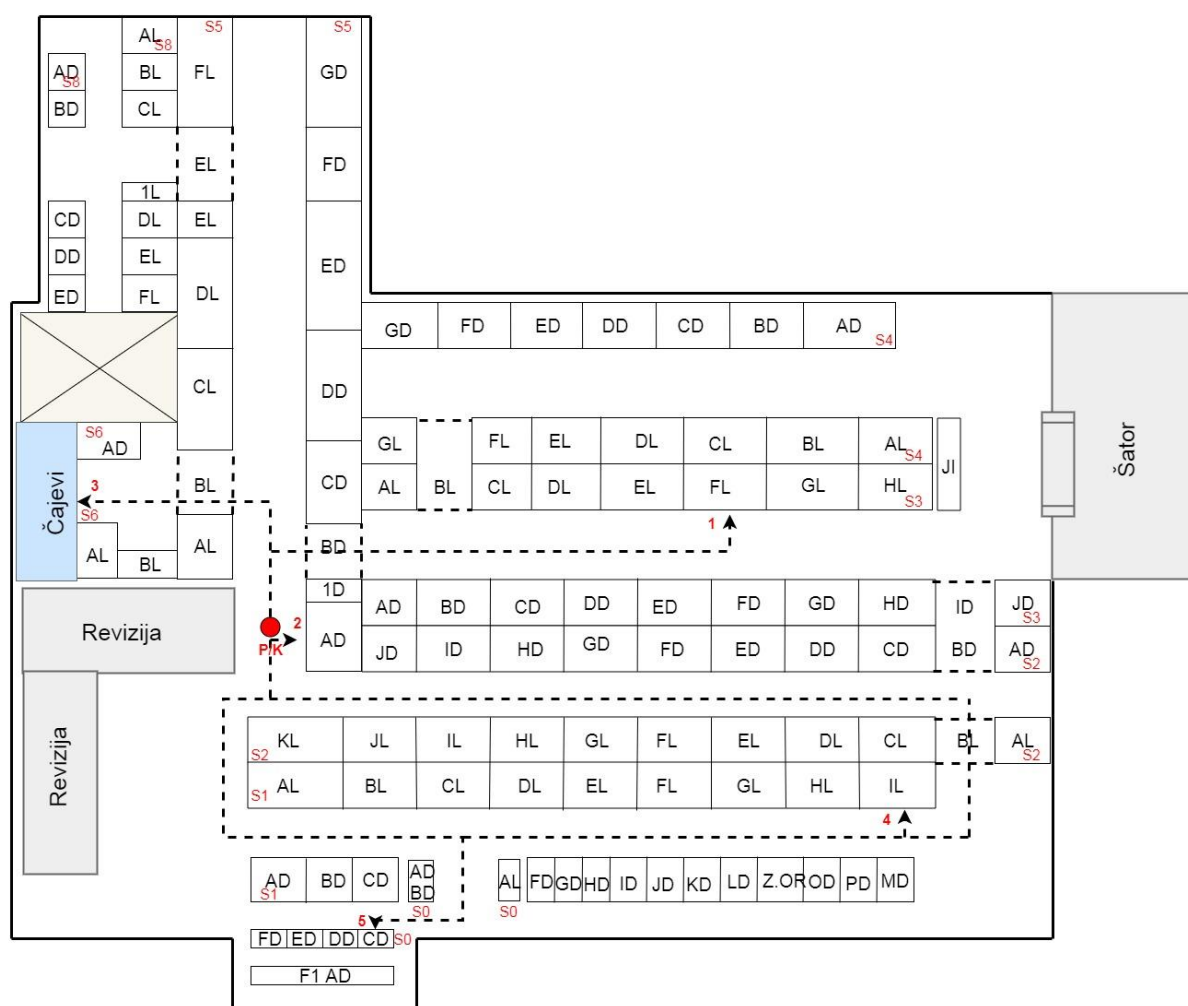 AL S5 S5
S8
AD BL FL GD
S8
BD CL
EL FD
1L
CD DL EL
DD EL ED
ED FL DL
GD FD ED DD CD BD AD
S4
CL DD
S6
AD
GL FL EL DL CL BL AL
S4
JI
Šator
CD
3 BL AL BL CL DL EL FL GL HL
S3
Čajevi
S6
1
AL BL AL BD
1D
AD BD CD DD ED FD GD HD ID JD
S3
Revizija
2
P/K
AD
JD ID HD GD FD ED DD CD BD AD
S2
Revizija
KL JL IL HL GL FL EL DL CL BL AL
S2 S2
AL BL CL DL EL FL GL HL IL
S1
4
AD BD CD AD
BD
S1 S0
AL FD GD HD ID JD KD LD Z.OR OD PD MD
S0
5
FD ED DD CD S0
F1 AD